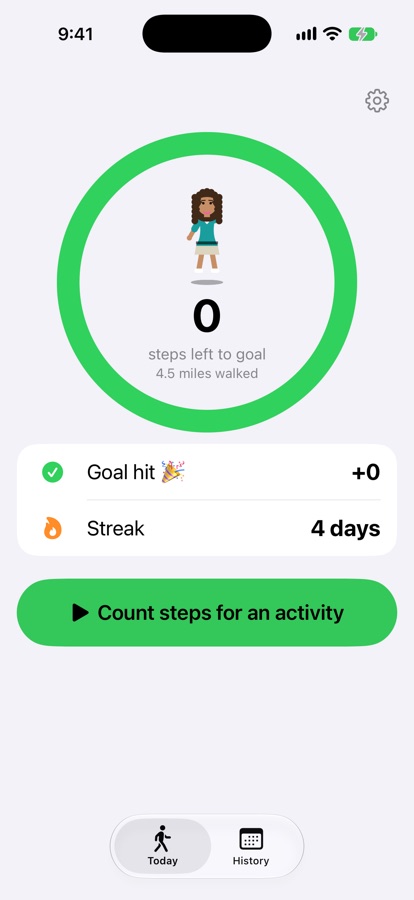 9:41
0
steps left to goal
4.5 miles walked
Goal hit 🎉
+0
Streak
4 days
Count steps for an activity
Today
History